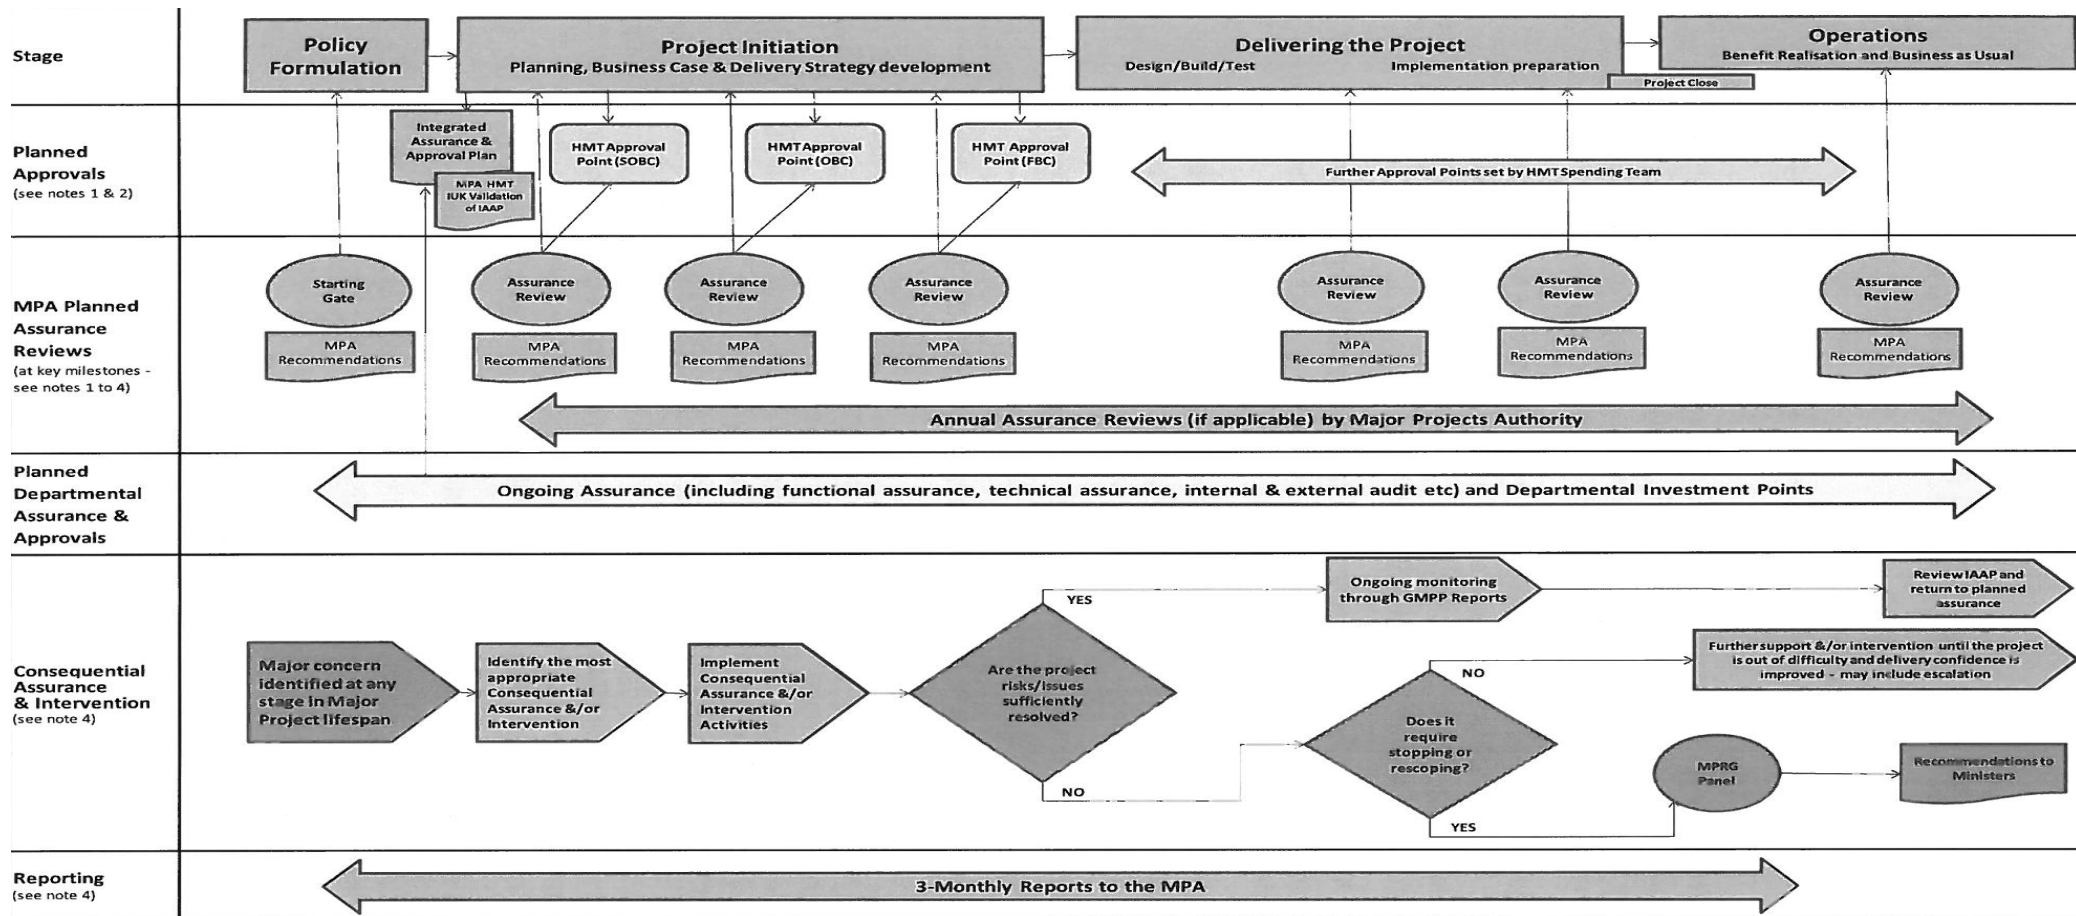 Stage
Policy
Formulation
Project Initiation
Planning, Business Case & Delivery Strategy development
Delivering the Project
Design/Build/Test
Implementation preparation
Operations
Benefit Realisation and Business as Usual
Project Close
Planned
Approvals
(see notes 1 & 2)
Integrated
Assurance &
Approval Plan
MPA HMT
IUK Validation
of IAAP
HMT Approval
Point (SOBC)
HMT Approval
Point (OBC)
HMT Approval
Point (FBC)
Further Approval Points set by HMT Spending Team
MPA Planned
Assurance
Reviews
(at key milestones -
see notes 1 to 4)
Starting
Gate
MPA
Recommendations
Assurance
Review
MPA
Recommendations
Assurance
Review
MPA
Recommendations
Assurance
Review
MPA
Recommendations
Assurance
Review
MPA
Recommendations
Assurance
Review
MPA
Recommendations
Assurance
Review
MPA
Recommendations
Annual Assurance Reviews (if applicable) by Major Projects Authority
Planned
Departmental
Assurance &
Approvals
Ongoing Assurance (including functional assurance, technical assurance, internal & external audit etc) and Departmental Investment Points
Consequential
Assurance
& Intervention
(see note 4)
Major concern
identified at any
stage in Major
Project lifespan
Identify the most
appropriate
Consequential
Assurance &/or
Intervention
Implement
Consequential
Assurance &/or
Intervention
Activities
Are the project
risks/issues
sufficiently
resolved?
YES
NO
Ongoing monitoring
through GMPP Reports
Review IAAP and
return to planned
assurance
Does it
require
stopping or
rescoping?
NO
YES
Further support &/or intervention until the project
is out of difficulty and delivery confidence is
improved - may include escalation
MPRG
Panel
Recommendations to
Ministers
Reporting
(see note 4)
3-Monthly Reports to the MPA